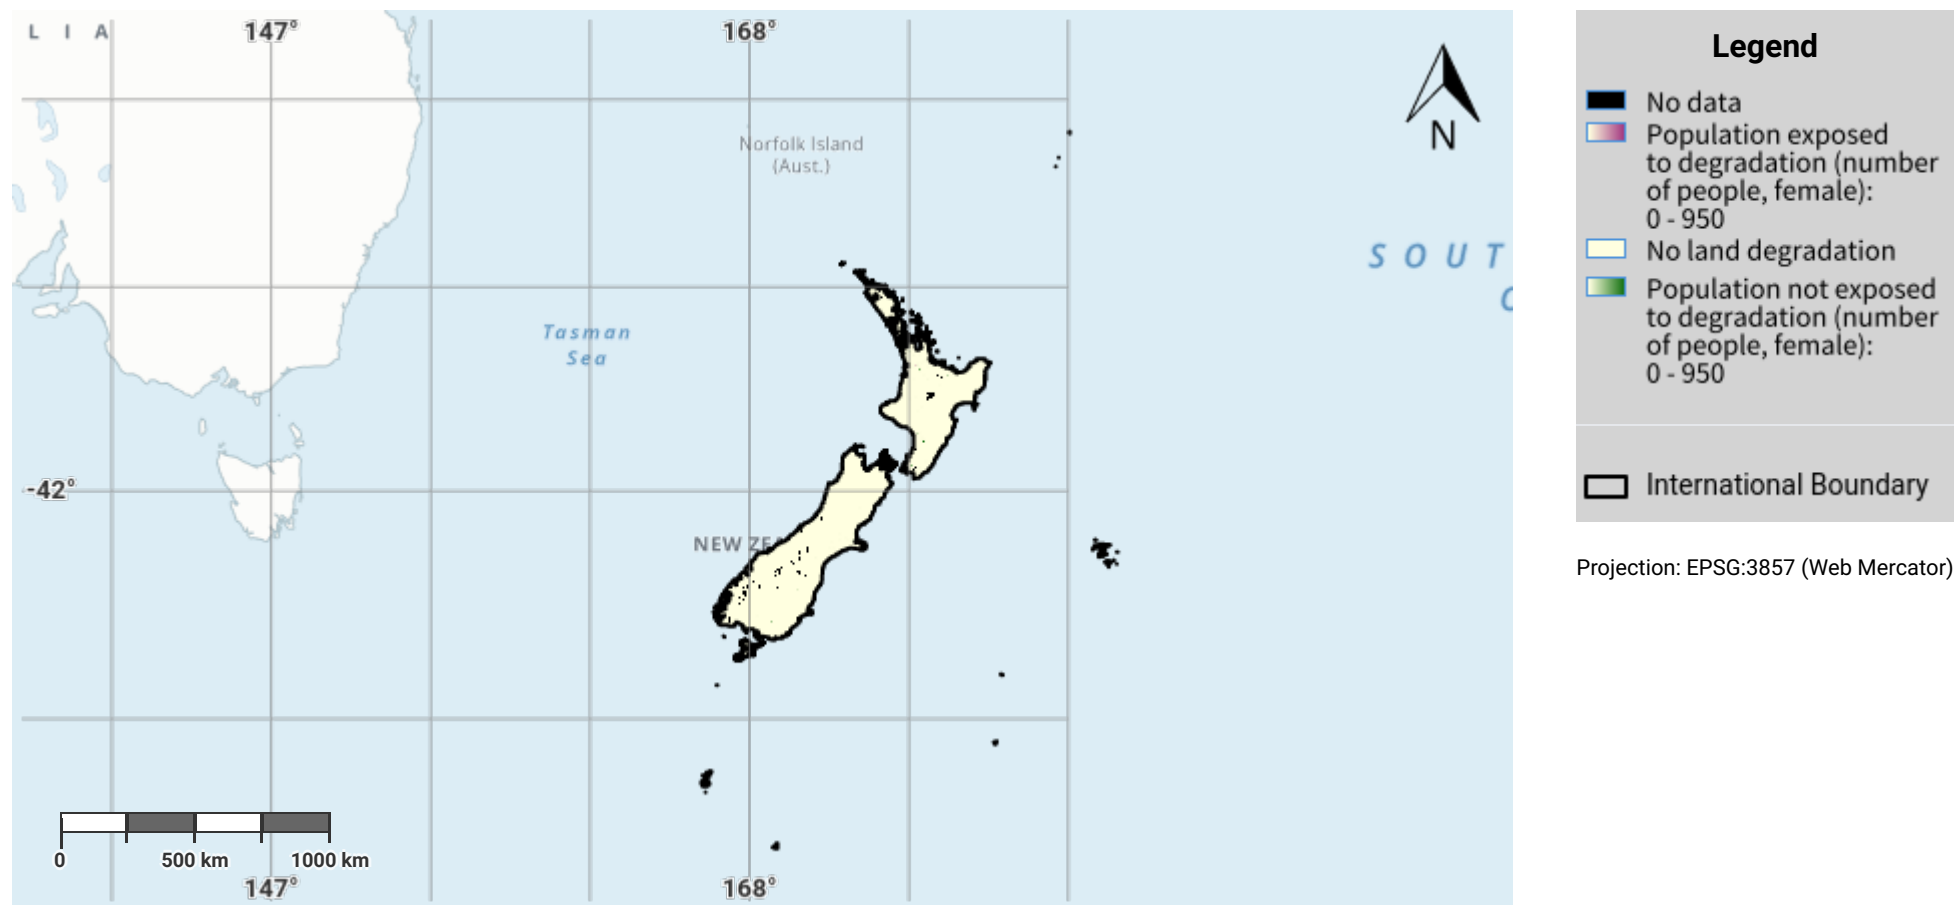 L I A
147°
168°
Norfolk Island
(Aust.)
N
SOUT
Tasman
Sea
-42°
NEW ZEA
0
500 km
1000 km
147°
168°
Legend
No data
Population exposed
to degradation (number
of people, female):
0 - 950
No land degradation
Population not exposed
to degradation (number
of people, female):
0 - 950
International Boundary
Projection: EPSG:3857 (Web Mercator)